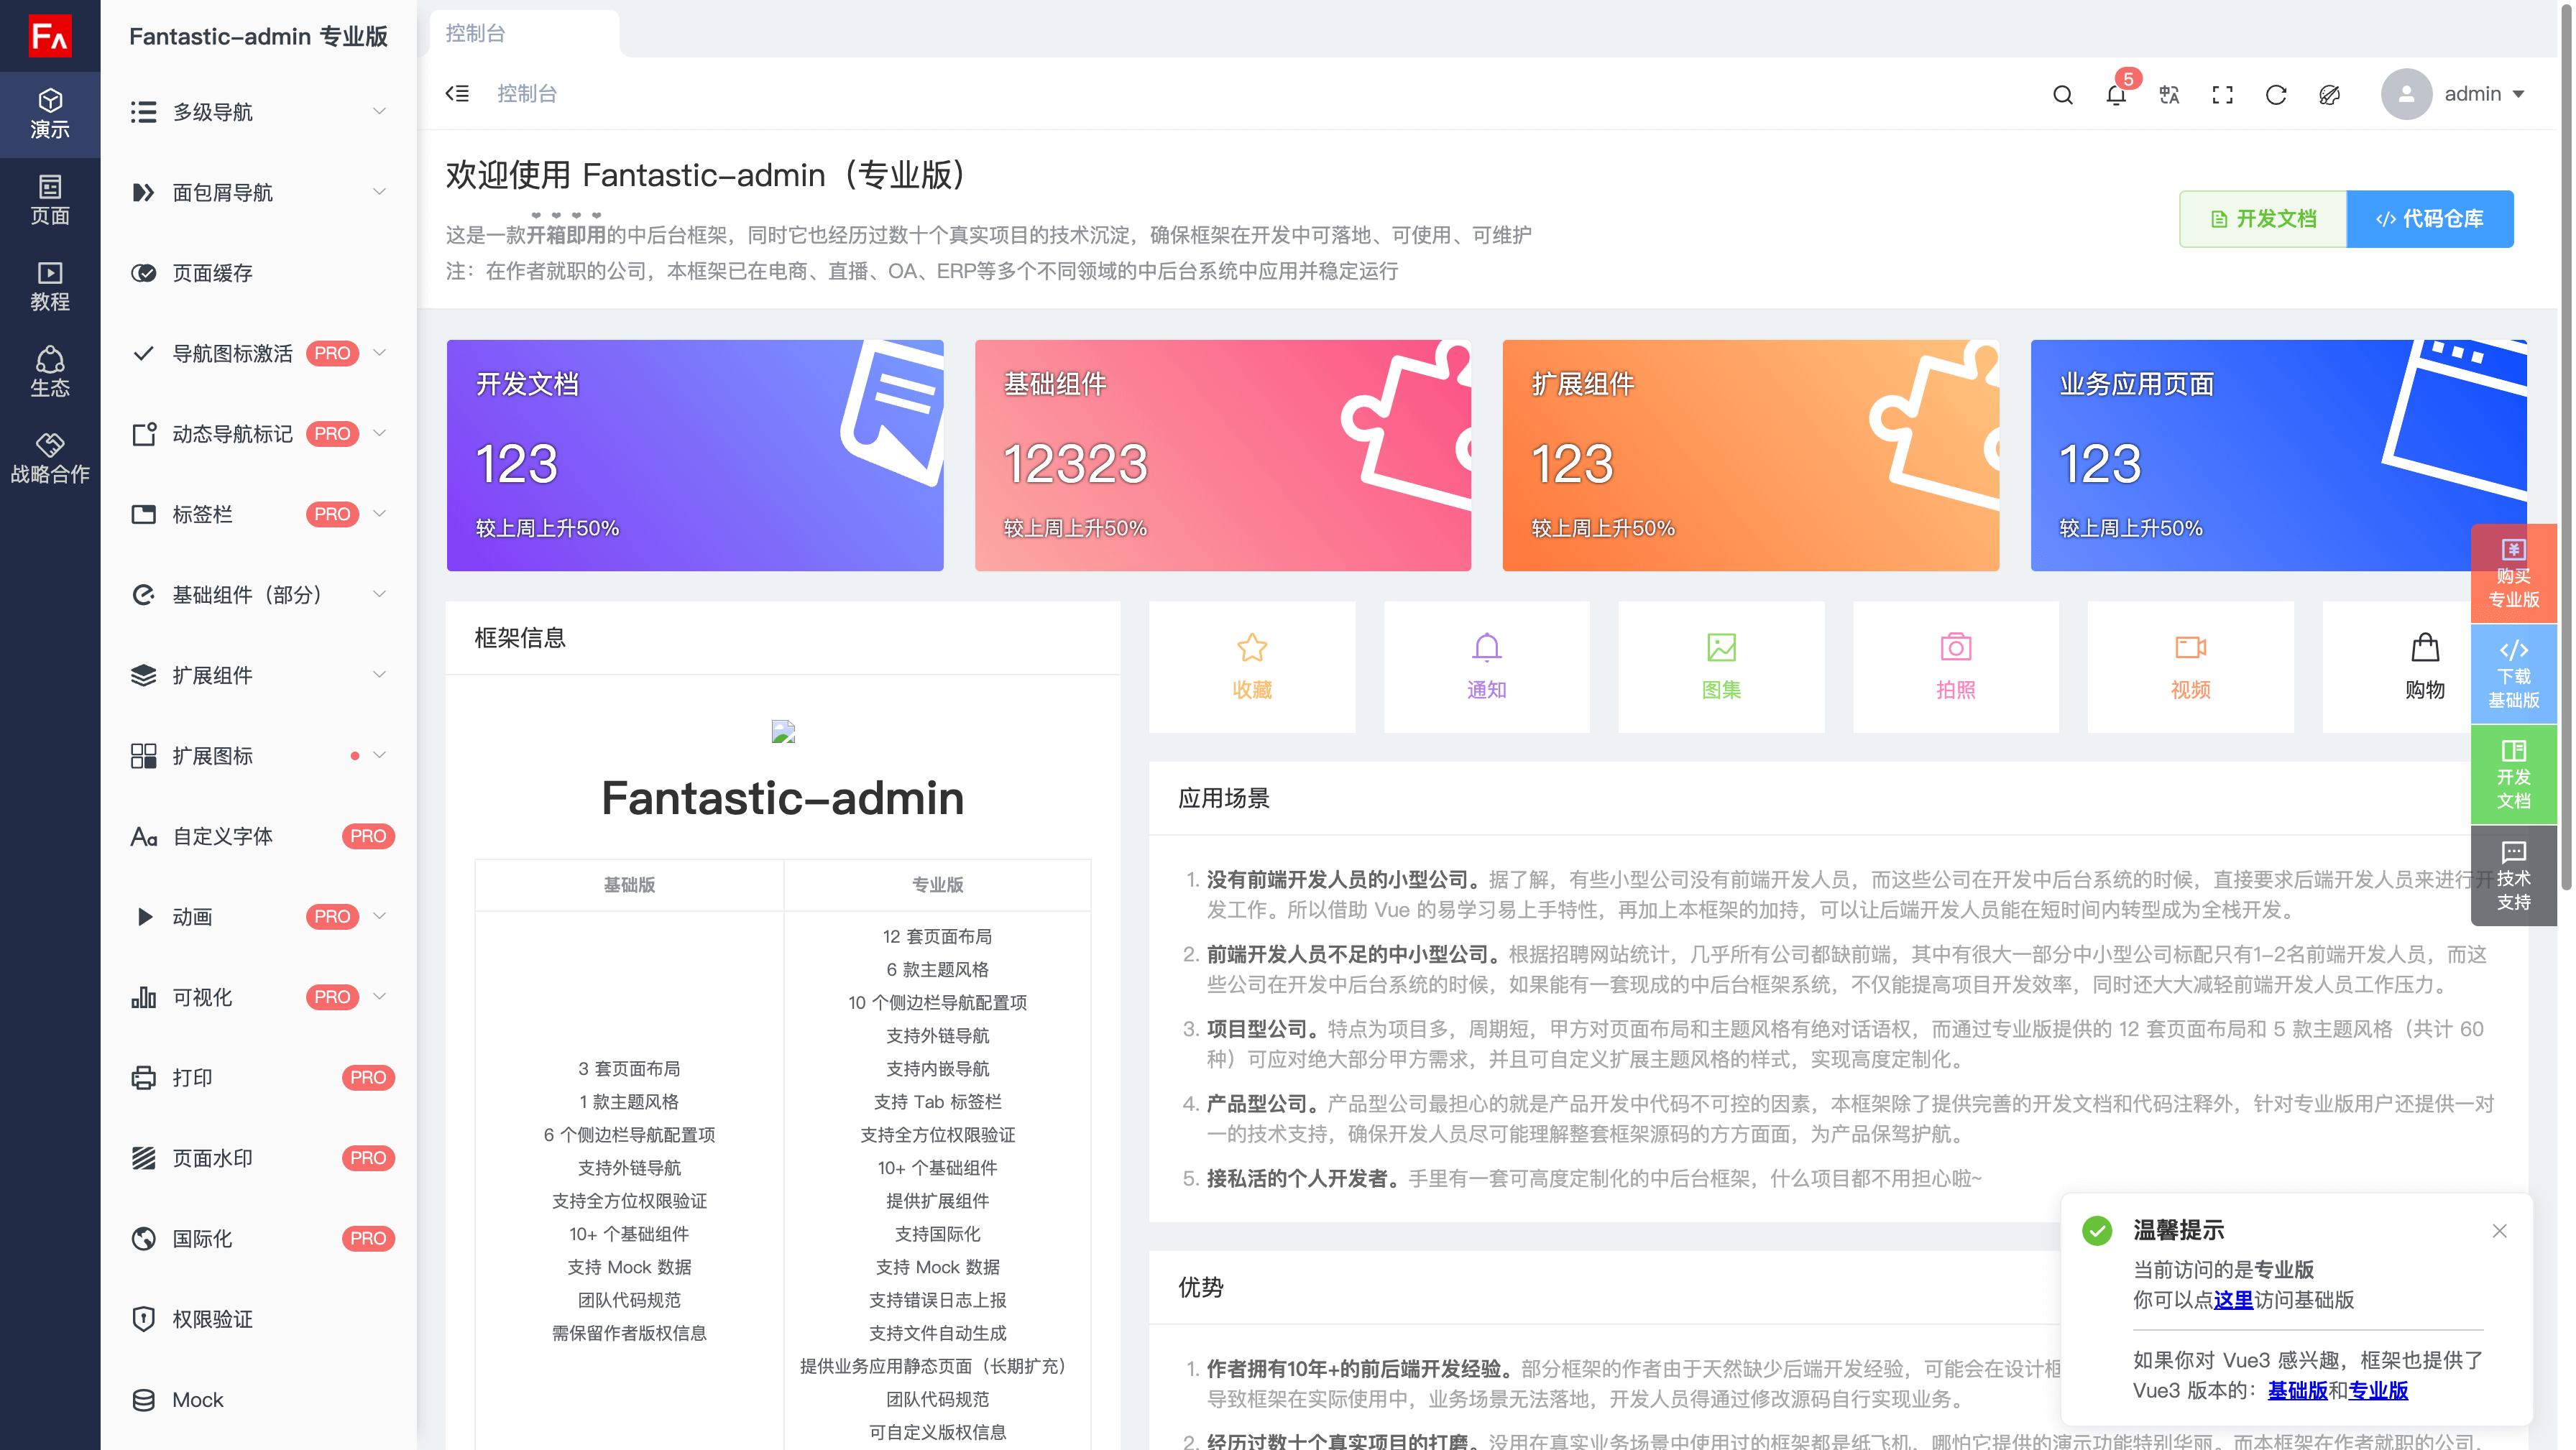 FA
演示
页面
教程
生态
战略合作
Fantastic-admin 专业版
多级导航
面包屑导航
页面缓存
导航图标激活 PRO
动态导航标记 PRO
标签栏 PRO
基础组件（部分）
扩展组件
扩展图标
自定义字体 PRO
动画 PRO
可视化 PRO
打印 PRO
页面水印 PRO
国际化 PRO
权限验证
Mock
控制台
控制台
5
admin
欢迎使用 Fantastic-admin（专业版）
这是一款开箱即用的中后台框架，同时它也经历过数十个真实项目的技术沉淀，确保框架在开发中可落地、可使用、可维护
注：在作者就职的公司，本框架已在电商、直播、OA、ERP等多个不同领域的中后台系统中应用并稳定运行
开发文档
代码仓库
开发文档
123
较上周上升50%
基础组件
12323
较上周上升50%
扩展组件
123
较上周上升50%
业务应用页面
123
较上周上升50%
购买
专业版
下载
基础版
开发
文档
技术
支持
框架信息
Fantastic-admin
基础版
3 套页面布局
1 款主题风格
6 个侧边栏导航配置项
支持外链导航
支持全方位权限验证
10+ 个基础组件
支持 Mock 数据
团队代码规范
需保留作者版权信息
专业版
12 套页面布局
6 款主题风格
10 个侧边栏导航配置项
支持外链导航
支持内嵌导航
支持 Tab 标签栏
支持全方位权限验证
10+ 个基础组件
提供扩展组件
支持国际化
支持 Mock 数据
支持错误日志上报
支持文件自动生成
提供业务应用静态页面（长期扩充）
团队代码规范
可自定义版权信息
收藏
通知
图集
拍照
视频
购物
应用场景
1. 没有前端开发人员的小型公司。据了解，有些小型公司没有前端开发人员，而这些公司在开发中后台系统的时候，直接要求后端开发人员来进行开
发工作。所以借助 Vue 的易学习易上手特性，再加上本框架的加持，可以让后端开发人员能在短时间内转型成为全栈开发。
2. 前端开发人员不足的中小型公司。根据招聘网站统计，几乎所有公司都缺前端，其中有很大一部分中小型公司标配只有1-2名前端开发人员，而这
些公司在开发中后台系统的时候，如果能有一套现成的中后台框架系统，不仅能提高项目开发效率，同时还大大减轻前端开发人员工作压力。
3. 项目型公司。特点为项目多，周期短，甲方对页面布局和主题风格有绝对话语权，而通过专业版提供的 12 套页面布局和 5 款主题风格（共计 60
种）可应对绝大部分甲方需求，并且可自定义扩展主题风格的样式，实现高度定制化。
4. 产品型公司。产品型公司最担心的就是产品开发中代码不可控的因素，本框架除了提供完善的开发文档和代码注释外，针对专业版用户还提供一对
一的技术支持，确保开发人员尽可能理解整套框架源码的方方面面，为产品保驾护航。
5. 接私活的个人开发者。手里有一套可高度定制化的中后台框架，什么项目都不用担心啦~
优势
1. 作者拥有10年+的前后端开发经验。部分框架的作者由于天然缺少后端开发经验，可能会在设计框
导致框架在实际使用中，业务场景无法落地，开发人员得通过修改源码自行实现业务。
2. 经历过数十个真实项目的打磨。没用在真实业务场景中使用过的框架都是纸飞机，哪怕它提供的演示功能特别华丽。而本框架在作者就职的公司，
温馨提示
当前访问的是专业版
你可以点这里访问基础版
如果你对 Vue3 感兴趣，框架也提供了
Vue3 版本的：基础版和专业版